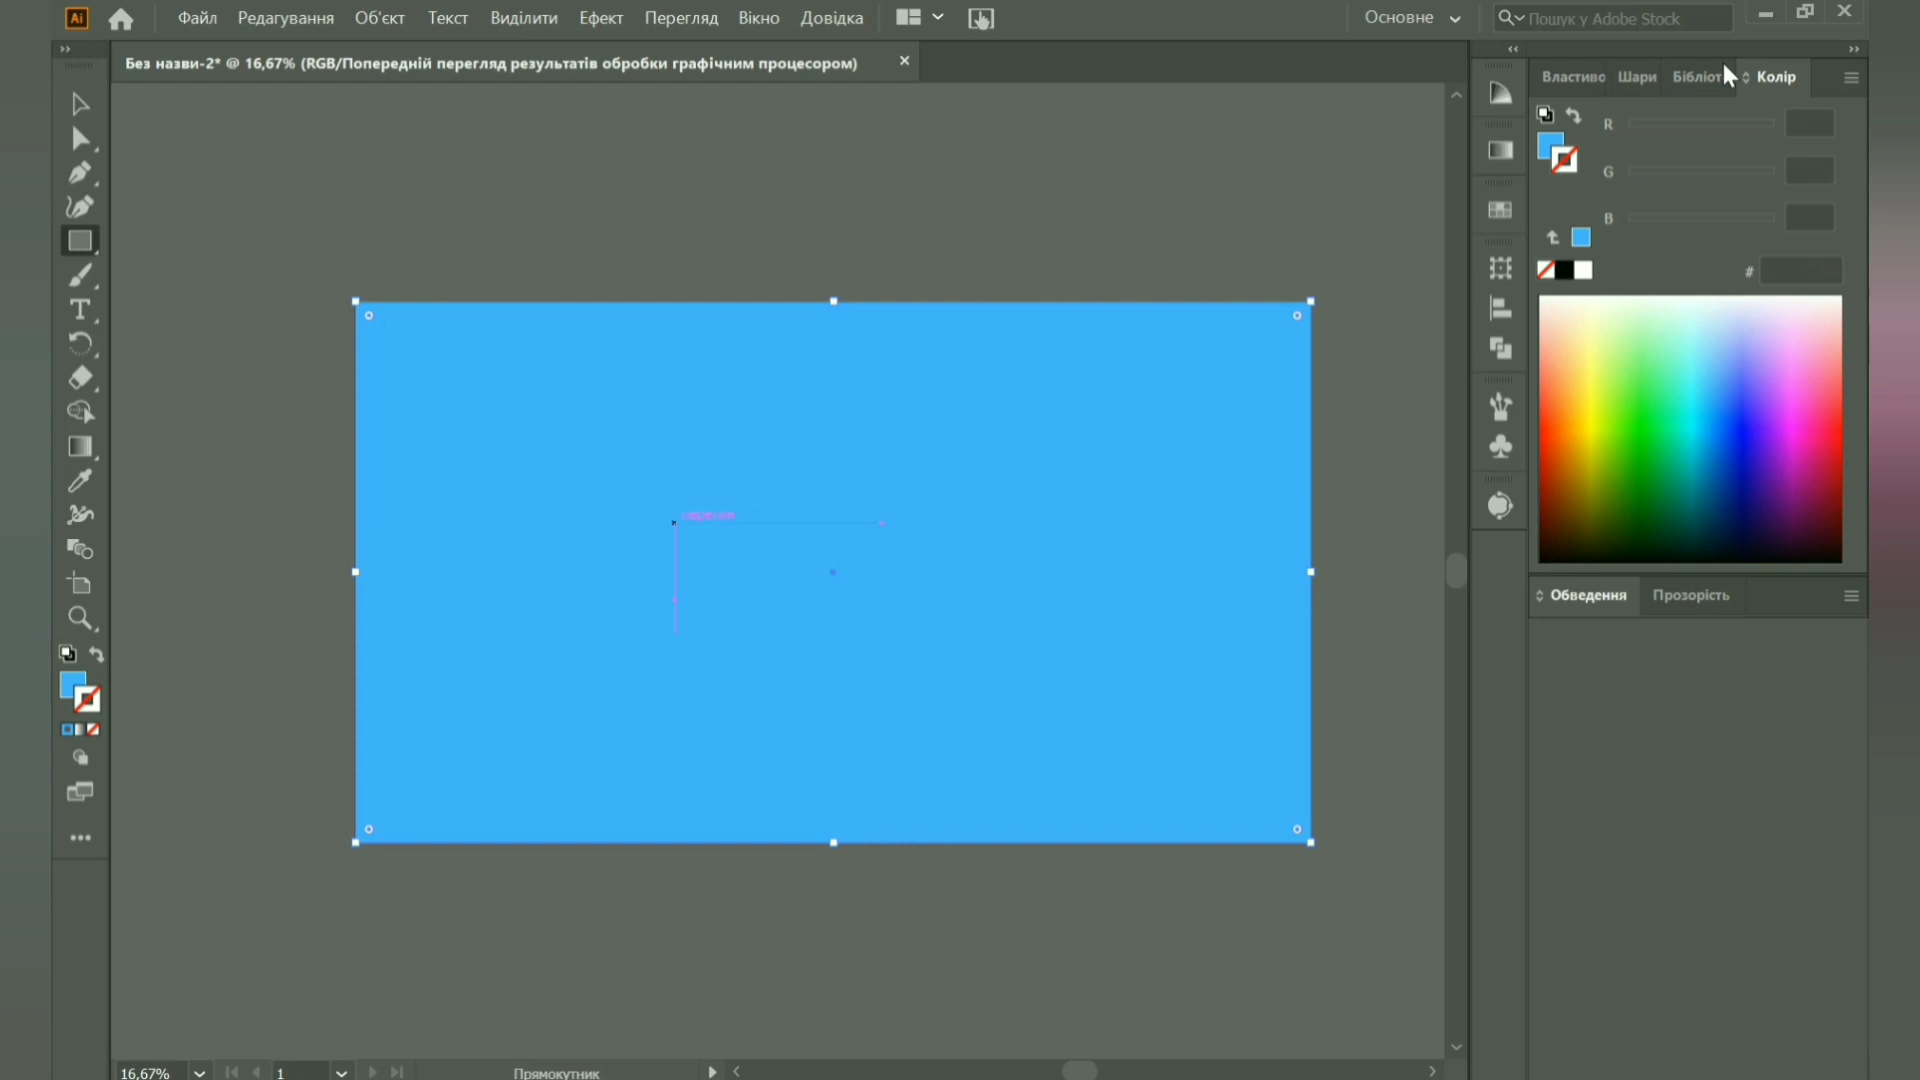 Ai
Файл Редагування Об'єкт Текст Виділити Ефект Перегляд Вікно Довідка
Основне
Пошук у Adobe Stock
Без назви-2* @ 16,67% (RGB/Попередній перегляд результатів обробки графічним процесором)
Властивс Шари Бібліот Колір
R
G
B
#
Обведення Прозорість
16,67% 1 Прямокутник